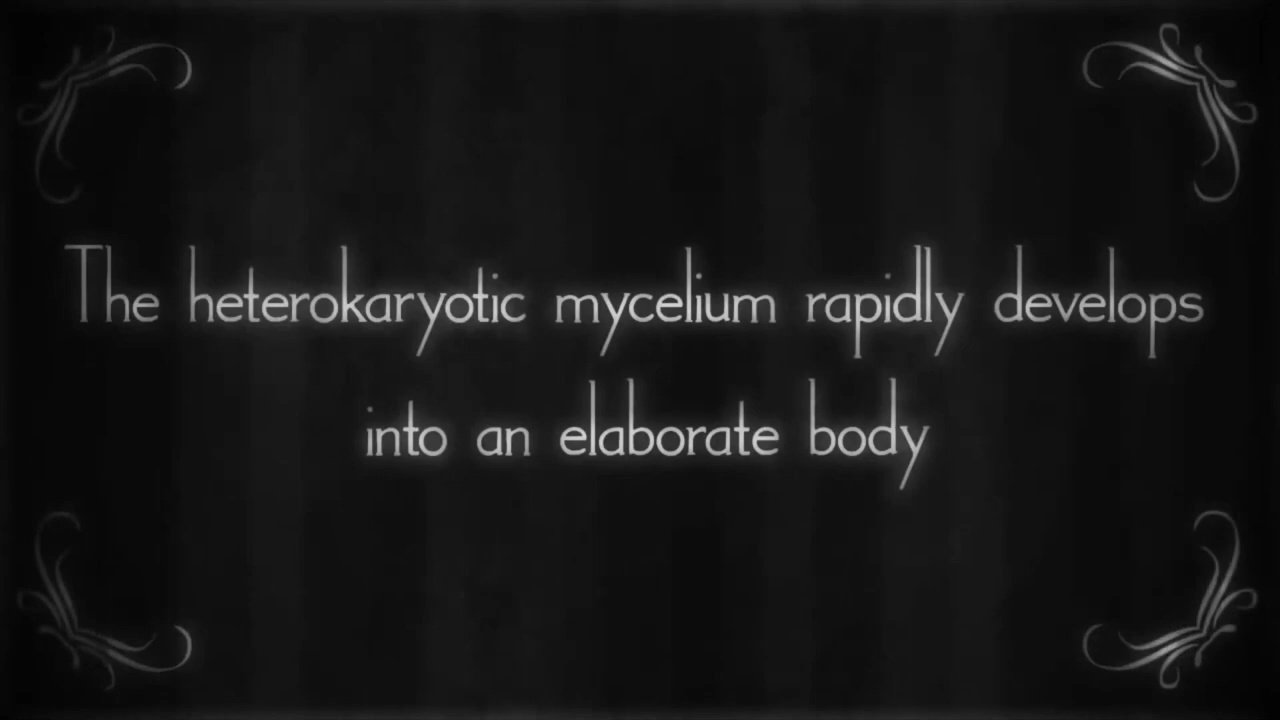 The heterokaryotic mycelium rapidly develops
into an elaborate body